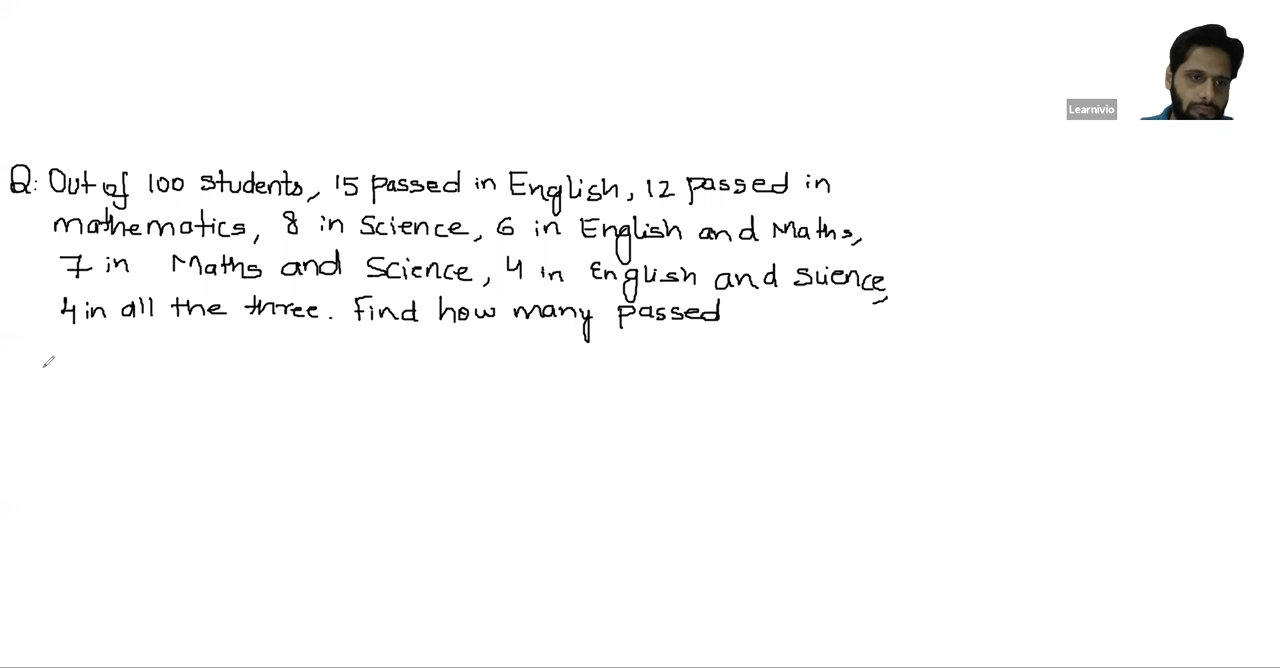 Learnivio
Q: Out of 100 students, 15 passed in English, 12 passed in
mathematics, 8 in Science, 6 in English and Maths,
7 in Maths and Science, 4 in English and Suience,
4 in all the three. Find how many passed